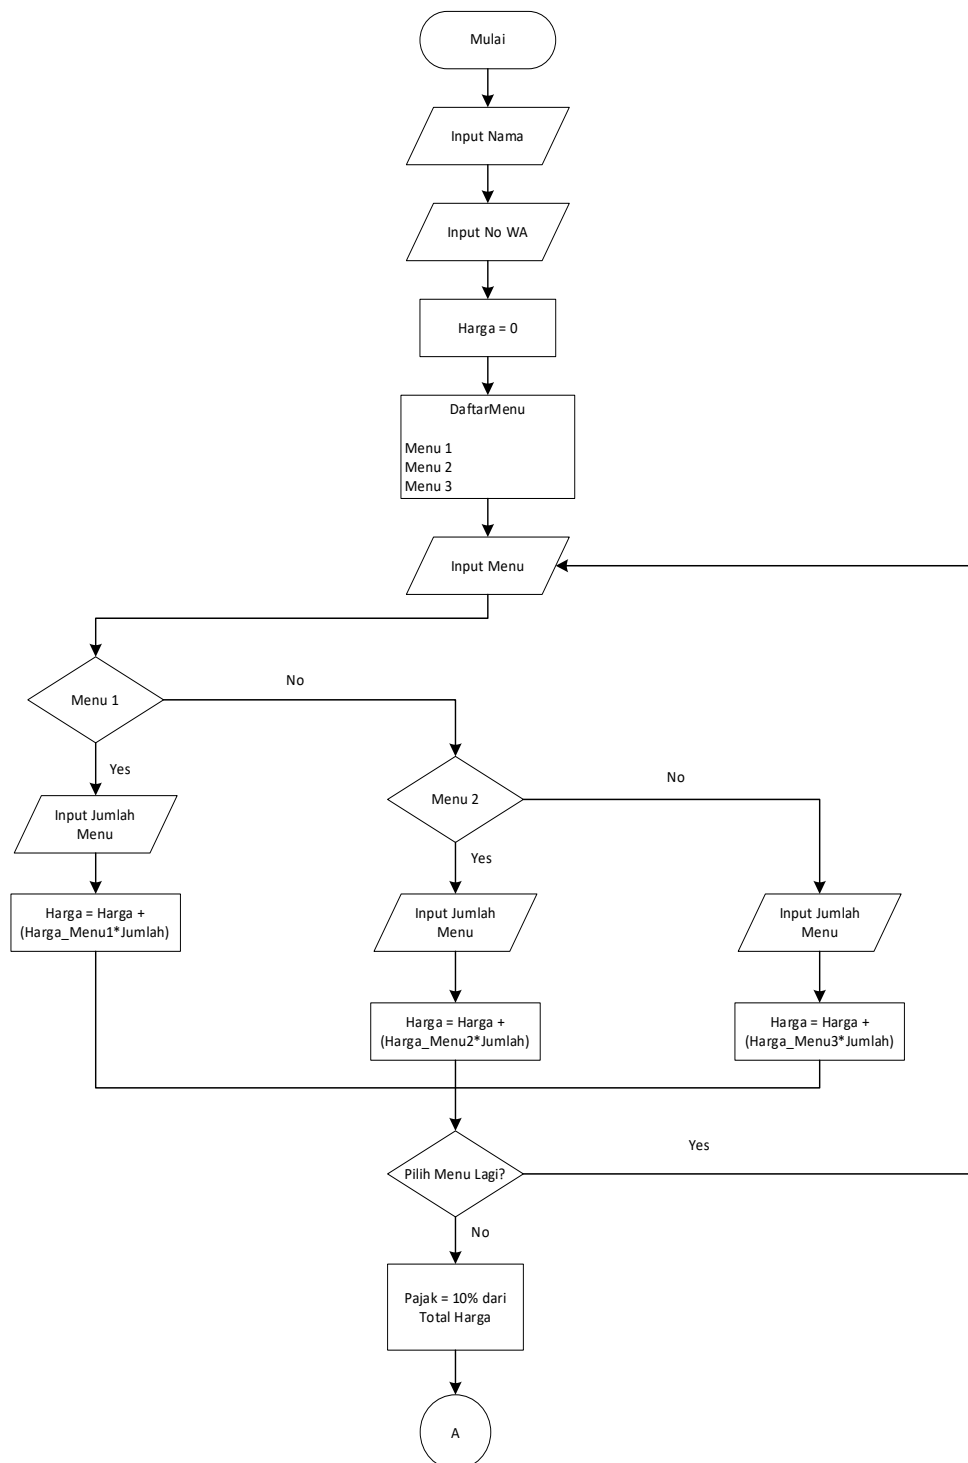 Mulai
Input Nama
Input No WA
Harga = 0
DaftarMenu
Menu 1
Menu 2
Menu 3
Input Menu
Menu 1
No
Yes
Input Jumlah
Menu
Harga = Harga +
(Harga_Menu1*Jumlah)
Menu 2
No
Yes
Input Jumlah
Menu
Harga = Harga +
(Harga_Menu2*Jumlah)
Input Jumlah
Menu
Harga = Harga +
(Harga_Menu3*Jumlah)
Pilih Menu Lagi?
Yes
No
Pajak = 10% dari
Total Harga
A